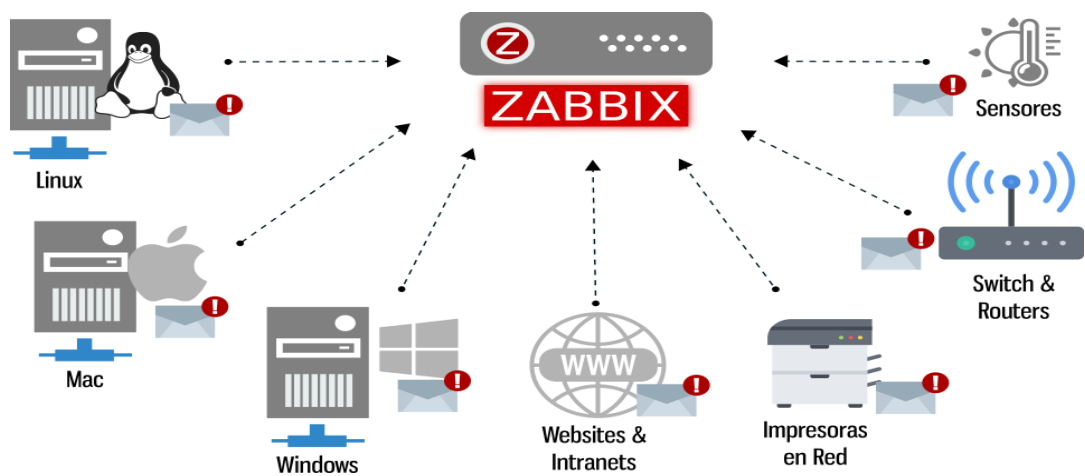 Z
ZABBIX
Linux
Sensores
Mac
Switch &
Routers
Windows
WWW
Websites &
Intranets
Impresoras
en Red